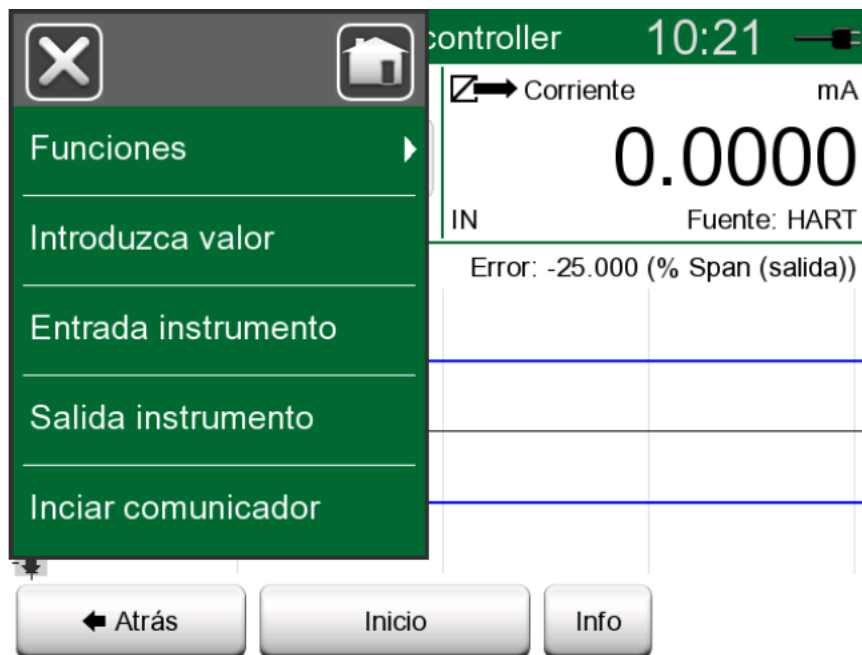 controller 10:21
Funciones
Introduzca valor
Entrada instrumento
Salida instrumento
Inciar comunicador
Corriente mA
0.0000
IN Fuente: HART
Error: -25.000 (% Span (salida))
Atrás Inicio Info